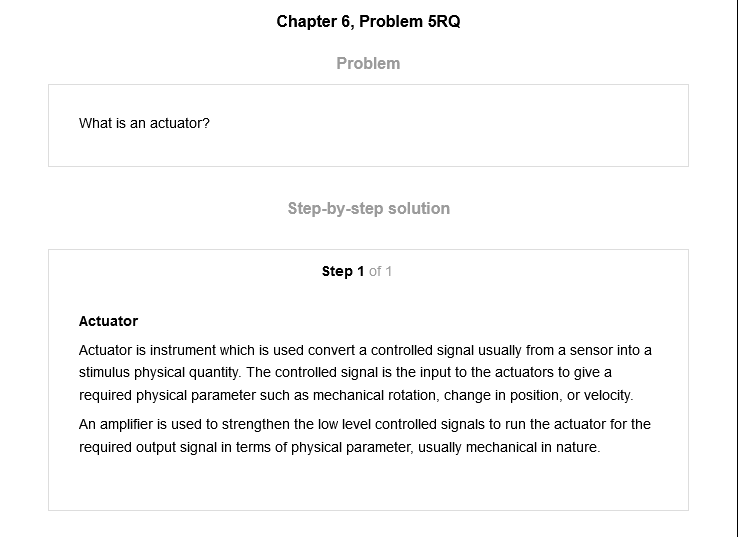 Chapter 6, Problem 5RQ
Problem
What is an actuator?
Step-by-step solution
Step 1 of 1
Actuator
Actuator is instrument which is used convert a controlled signal usually from a sensor into a
stimulus physical quantity. The controlled signal is the input to the actuators to give a
required physical parameter such as mechanical rotation, change in position, or velocity.
An amplifier is used to strengthen the low level controlled signals to run the actuator for the
required output signal in terms of physical parameter, usually mechanical in nature.